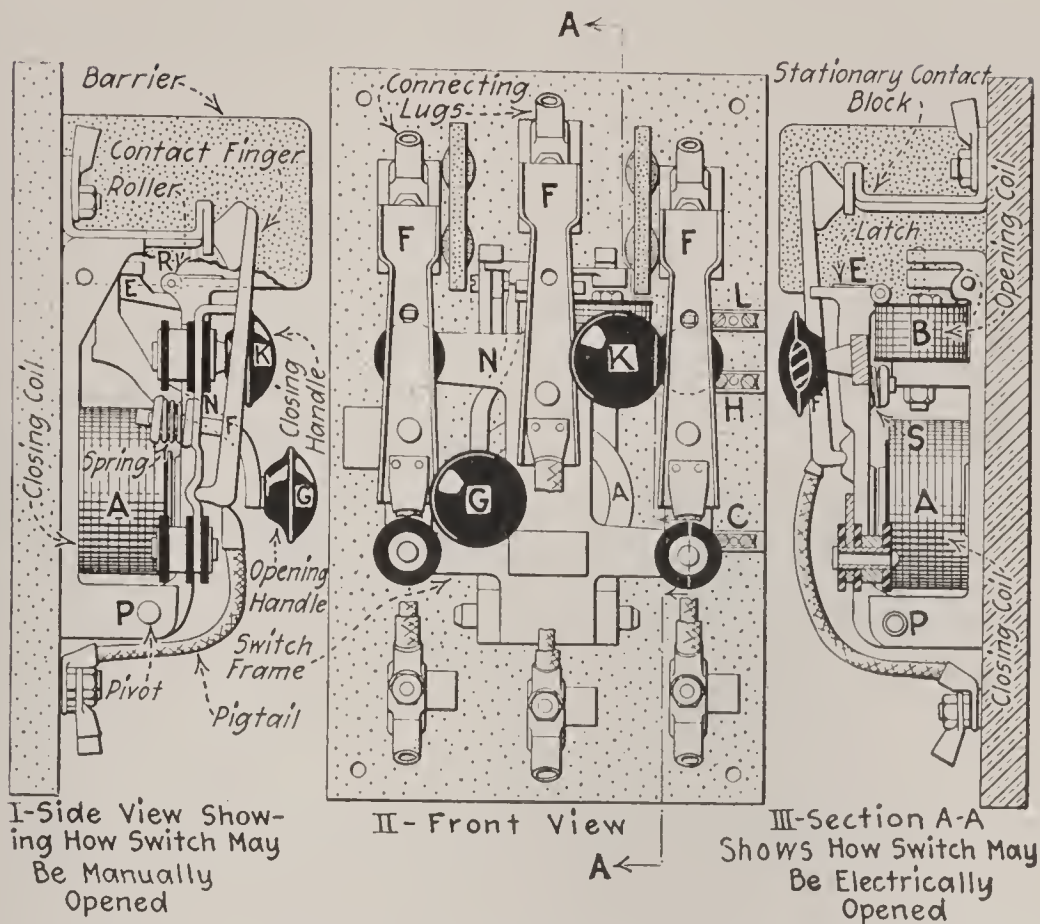 A
Barrier
Contact Finger
Roller
R
E
K
N
F
Closing Handle
Closing Coil
Spring
A
G
Opening
Handle
P
Pivot
Pigtail
Switch
Frame
I-Side View Show-
ing How Switch May
Be Manually
Opened
Connecting
Lugs
F
F
F
L
N
K
H
G
A
C
II-Front View
A
Stationary Contact
Block
Latch
E
Opening Coil
B
F
S
A
P
Closing Coil
III-Section A-A
Shows How Switch May
Be Electrically
Opened